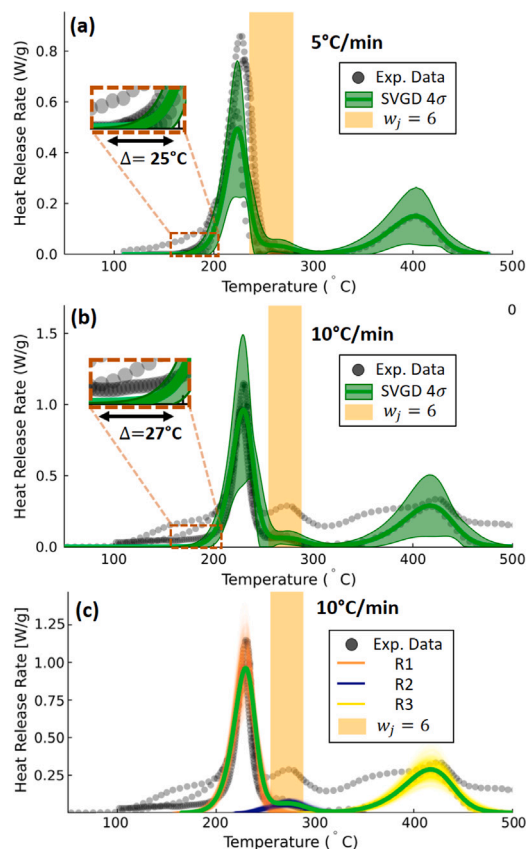 (a)
5°C/min
Heat Release Rate (W/g)
0.8
0.6
0.4
0.2
0.0
Exp. Data
SVGD 4σ
w_j = 6
Δ= 25°C
100
200
300
400
Temperature (°C)
0
(b)
10°C/min
Heat Release Rate (W/g)
1.5
1.0
0.5
0.0
Exp. Data
SVGD 4σ
w_j = 6
Δ=27°C
0
100
200
300
400
500
Temperature (°C)
(c)
10°C/min
Heat Release Rate [W/g]
1.25
1.00
0.75
0.50
0.25
Exp. Data
R1
R2
R3
w_j = 6
100
200
300
400
500
Temperature (°C)